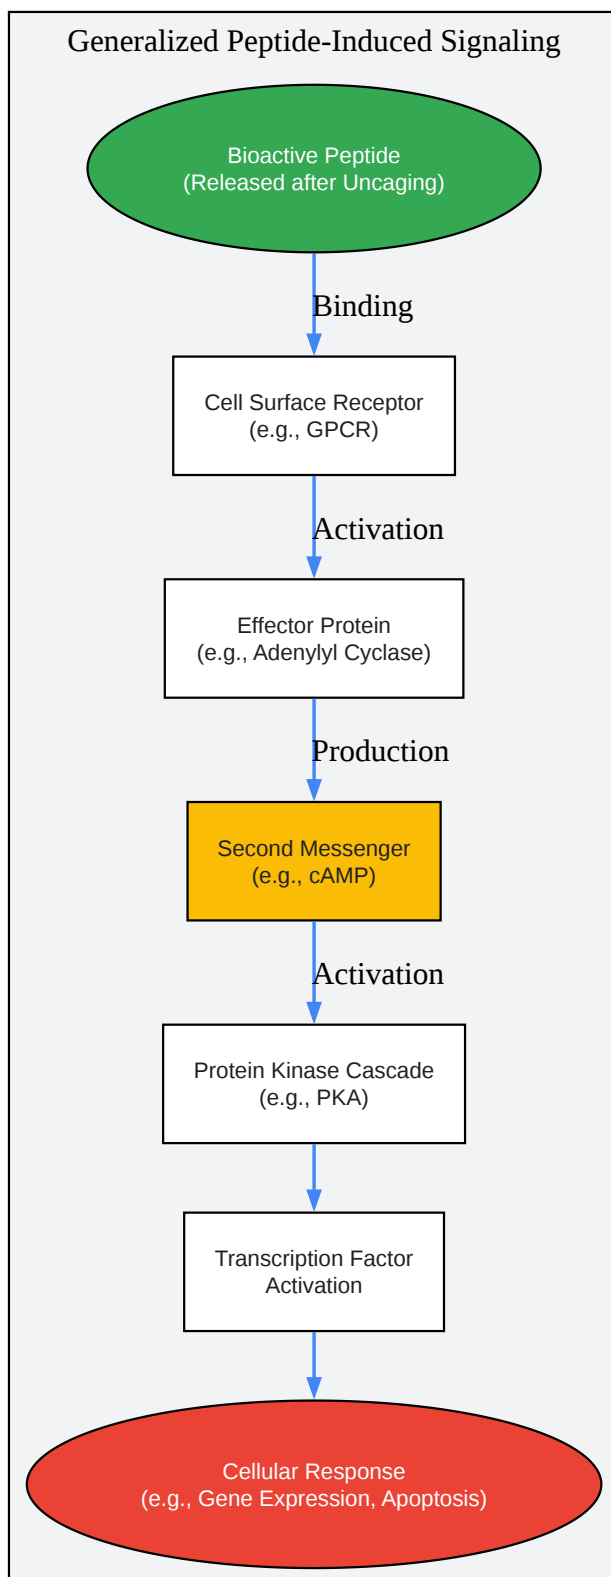 Generalized Peptide-Induced Signaling
Bioactive Peptide
(Released after Uncaging)
Binding
Cell Surface Receptor
(e.g., GPCR)
Activation
Effector Protein
(e.g., Adenylyl Cyclase)
Production
Second Messenger
(e.g., cAMP)
Activation
Protein Kinase Cascade
(e.g., PKA)
Transcription Factor
Activation
Cellular Response
(e.g., Gene Expression, Apoptosis)